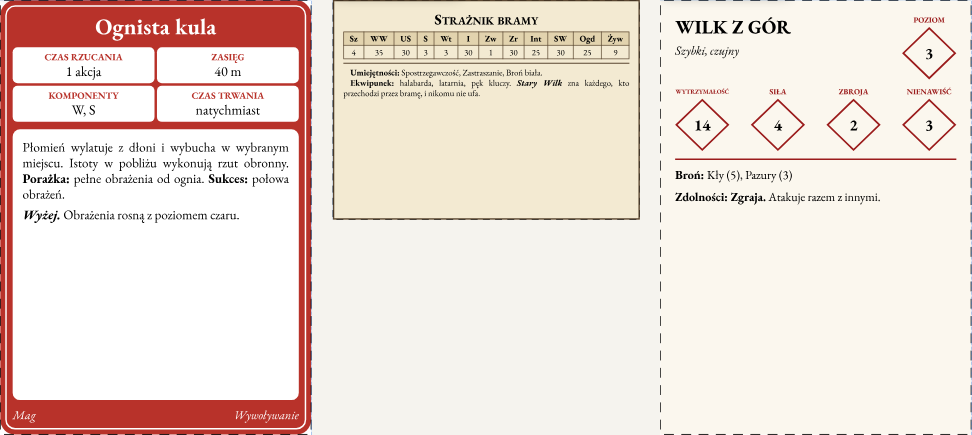 Ognista kula
CZAS RZUCANIA
1 akcja
ZASIĘG
40 m
KOMPONENTY
W, S
CZAS TRWANIA
natychmiast
Płomień wylatuje z dłoni i wybucha w wybranym
miejscu. Istoty w pobliżu wykonują rzut obronny.
Porażka: pełne obrażenia od ognia. Sukces: połowa
obrażeń.
Wyżej. Obrażenia rosną z poziomem czaru.
Mag
Wywoływanie
Strażnik bramy
Sz WW US S Wt I Zw Zr Int SW Ogd Żyw
4 35 30 3 3 30 1 30 25 30 25 9
Umiejętności: Spostrzegawczość, Zastraszanie, Broń biała.
Ekwipunek: halabarda, latarnia, pęk kluczy. Stary Wilk zna każdego, kto
przechodzi przez bramę, i nikomu nie ufa.
WILK Z GÓR
Szybki, czujny
POZIOM
3
WYTRZYMAŁOŚĆ
14
SIŁA
4
ZBROJA
2
NIENAWIŚĆ
3
Broń: Kły (5), Pazury (3)
Zdolności: Zgraja. Atakuje razem z innymi.